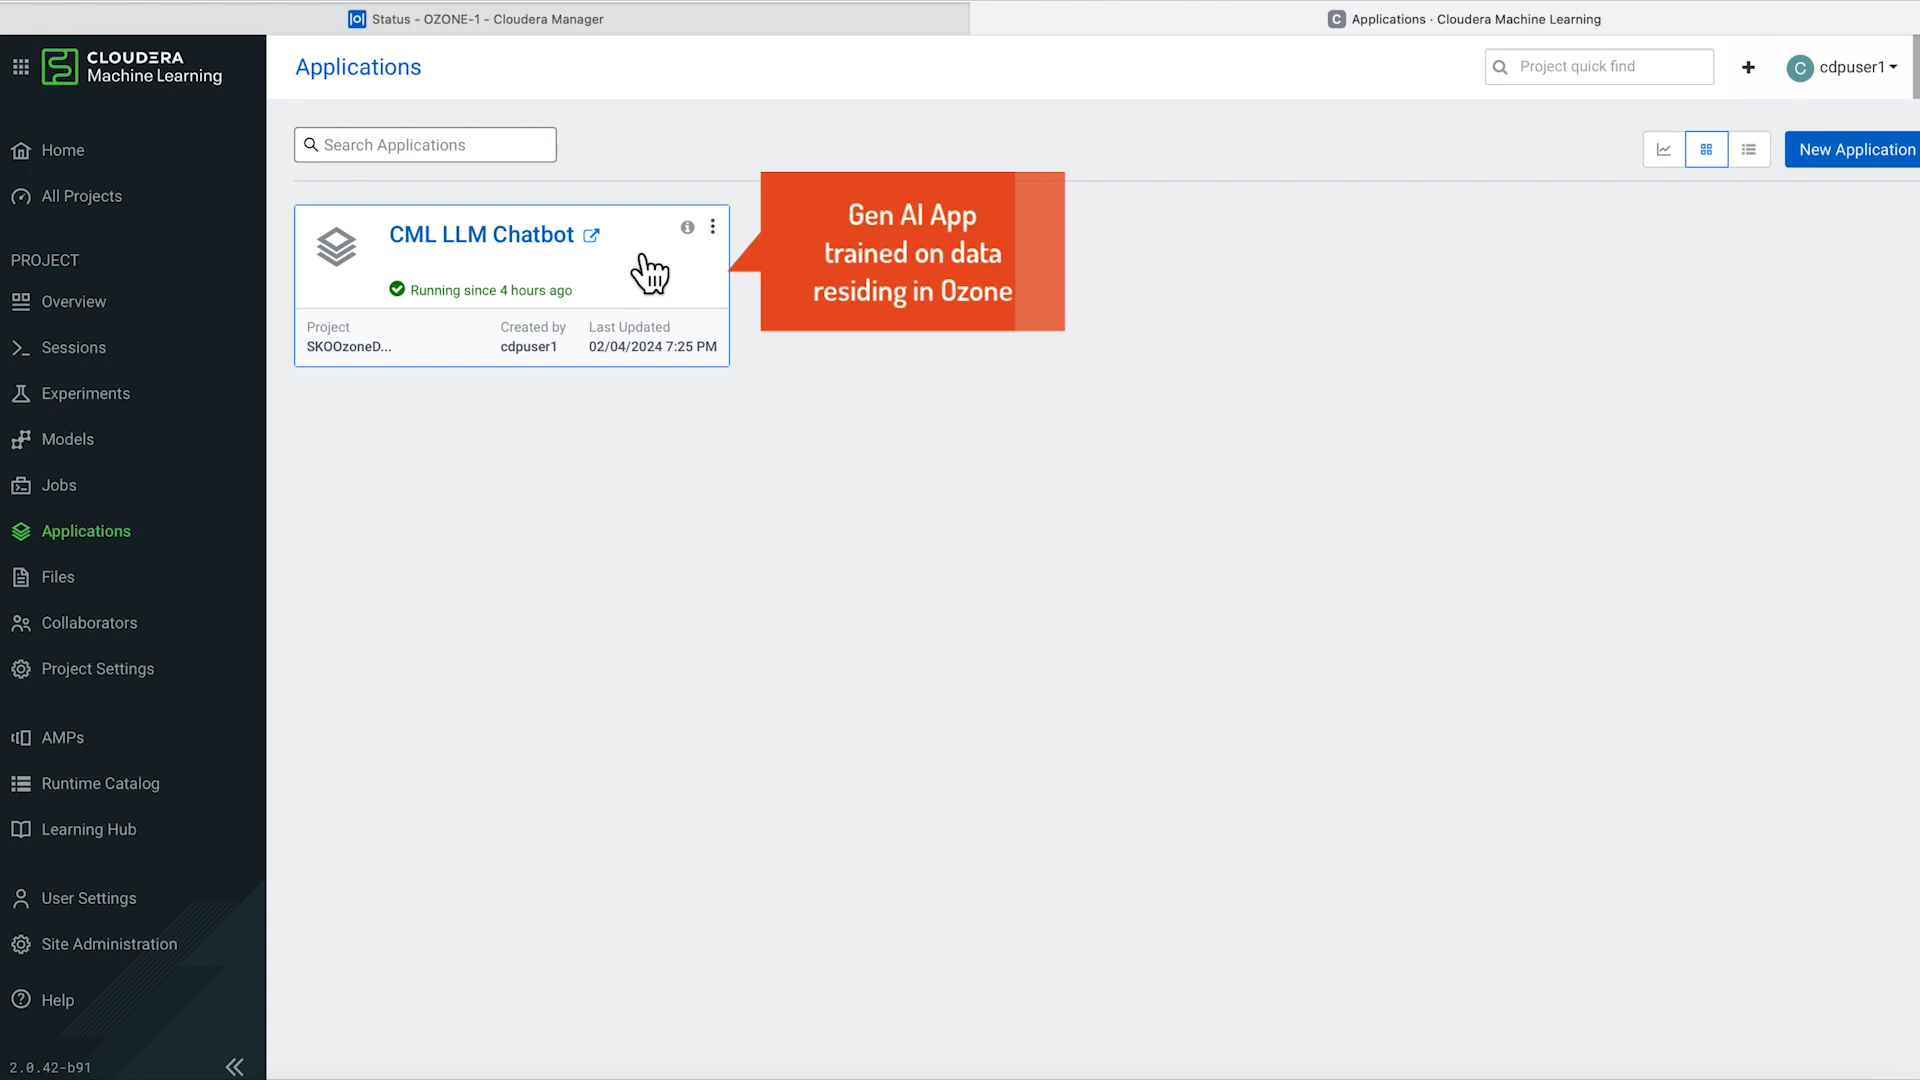 Status - OZONE-1 - Cloudera Manager
C Applications · Cloudera Machine Learning
CLOUDERA
Machine Learning
Applications
Project quick find
C cdpuser1
Home
All Projects
PROJECT
Overview
Sessions
Experiments
Models
Jobs
Applications
Files
Collaborators
Project Settings
AMPs
Runtime Catalog
Learning Hub
User Settings
Site Administration
Help
2.0.42-b91
Search Applications
New Application
CML LLM Chatbot
Running since 4 hours ago
Project
SKOOzoneD...
Created by
cdpuser1
Last Updated
02/04/2024 7:25 PM
Gen AI App
trained on data
residing in Ozone